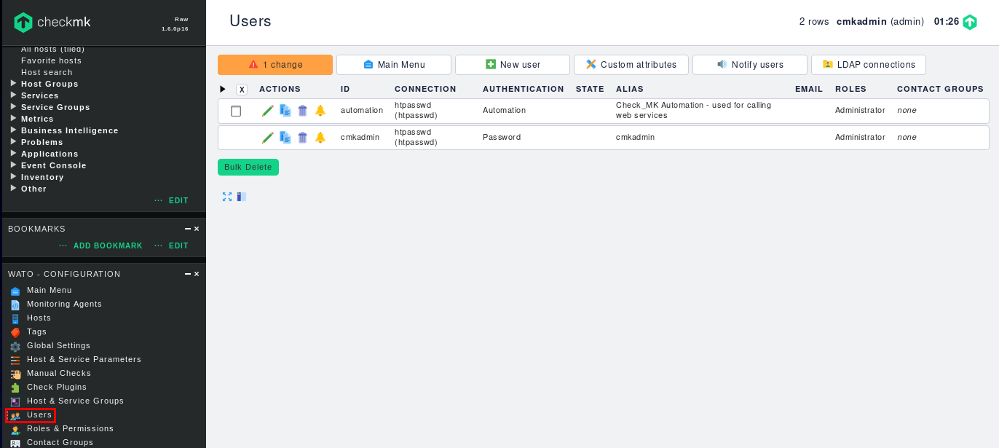 checkmk
Raw
1.6.0p16
All hosts (tiled)
Favorite hosts
Host search
Host Groups
Services
Service Groups
Metrics
Business Intelligence
Problems
Applications
Event Console
Inventory
Other
··· EDIT
BOOKMARKS
··· ADD BOOKMARK ··· EDIT
WATO - CONFIGURATION
Main Menu
Monitoring Agents
Hosts
Tags
Global Settings
Host & Service Parameters
Manual Checks
Check Plugins
Host & Service Groups
Users
Roles & Permissions
Contact Groups
Users
2 rows cmkadmin (admin) 01:26
1 change Main Menu New user Custom attributes Notify users LDAP connections
X ACTIONS ID CONNECTION AUTHENTICATION STATE ALIAS EMAIL ROLES CONTACT GROUPS
automation htpasswd (htpasswd) Automation Check_MK Automation - used for calling web services Administrator none
cmkadmin htpasswd (htpasswd) Password cmkadmin Administrator none
Bulk Delete